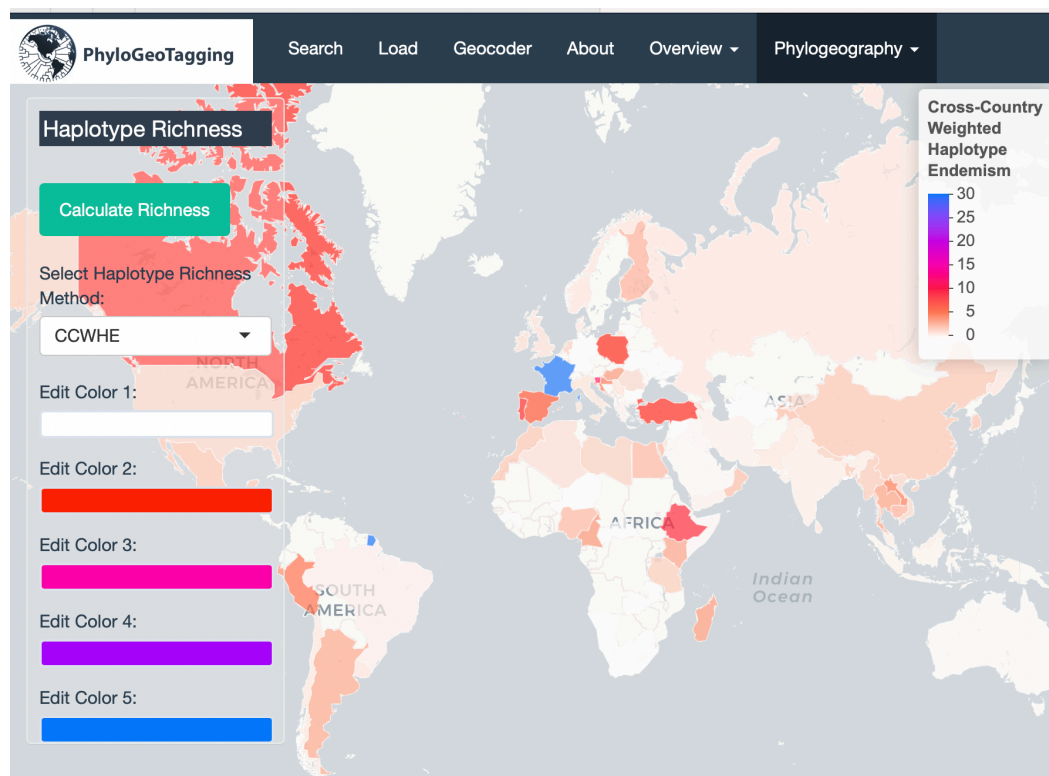 PhyloGeoTagging
Search Load Geocoder About Overview Phylogeography
Haplotype Richness
Calculate Richness
Select Haplotype Richness
Method:
CCWHE
Edit Color 1:
Edit Color 2:
Edit Color 3:
Edit Color 4:
Edit Color 5:
NORTH
AMERICA
SOUTH
AMERICA
AFRICA
ASIA
Indian
Ocean
Cross-Country
Weighted
Haplotype
Endemism
30
25
20
15
10
5
0